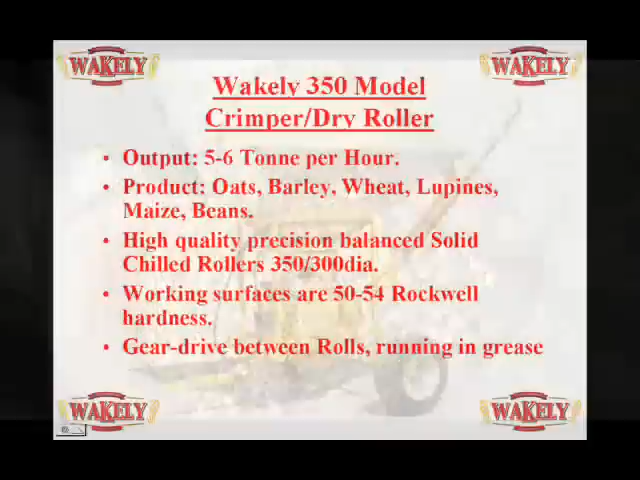 WAKELY
WAKELY
Wakely 350 Model
Crimper/Dry Roller
• Output: 5-6 Tonne per Hour.
• Product: Oats, Barley, Wheat, Lupines,
Maize, Beans.
• High quality precision balanced Solid
Chilled Rollers 350/300dia.
• Working surfaces are 50-54 Rockwell
hardness.
• Gear-drive between Rolls, running in grease
WAKELY
WAKELY